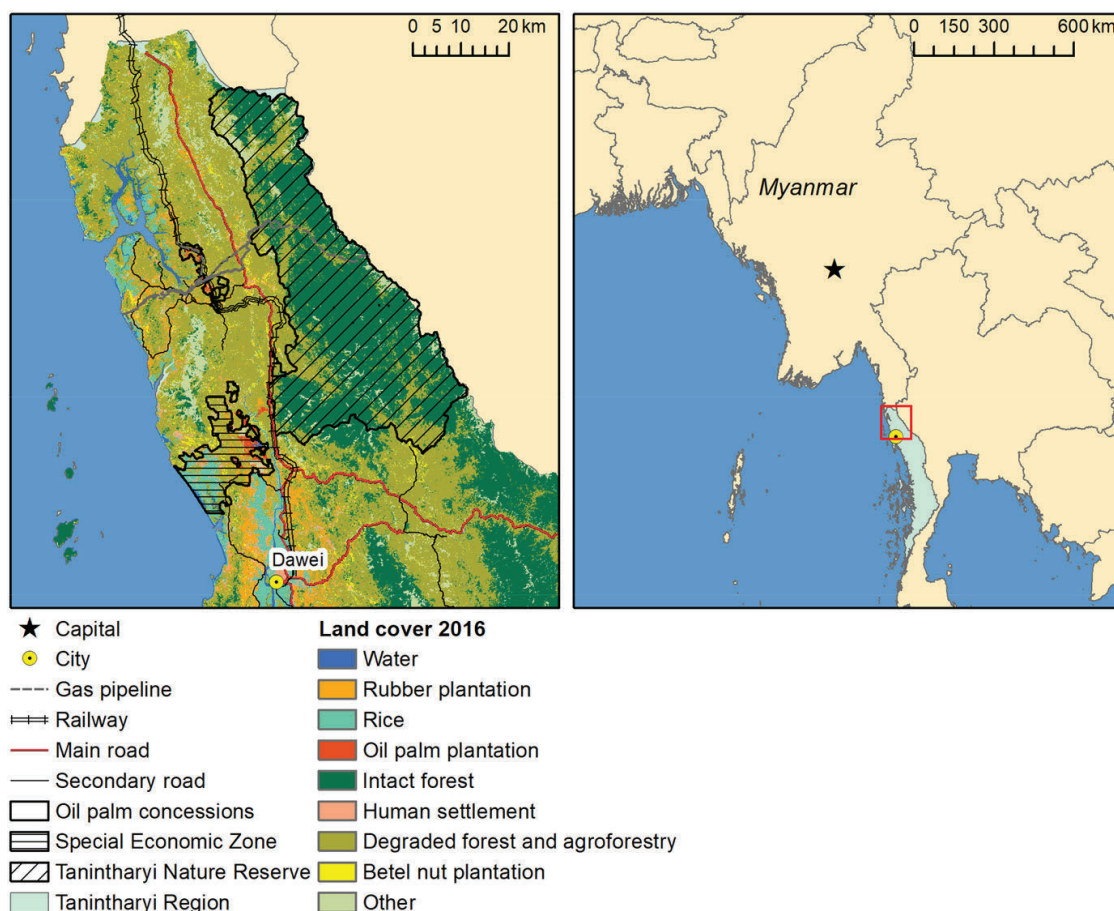 0 5 10 20 km
0 150 300 600 km
Myanmar
Dawei
Capital
City
Gas pipeline
Railway
Main road
Secondary road
Oil palm concessions
Special Economic Zone
Tanintharyi Nature Reserve
Tanintharyi Region
Land cover 2016
Water
Rubber plantation
Rice
Oil palm plantation
Intact forest
Human settlement
Degraded forest and agroforestry
Betel nut plantation
Other